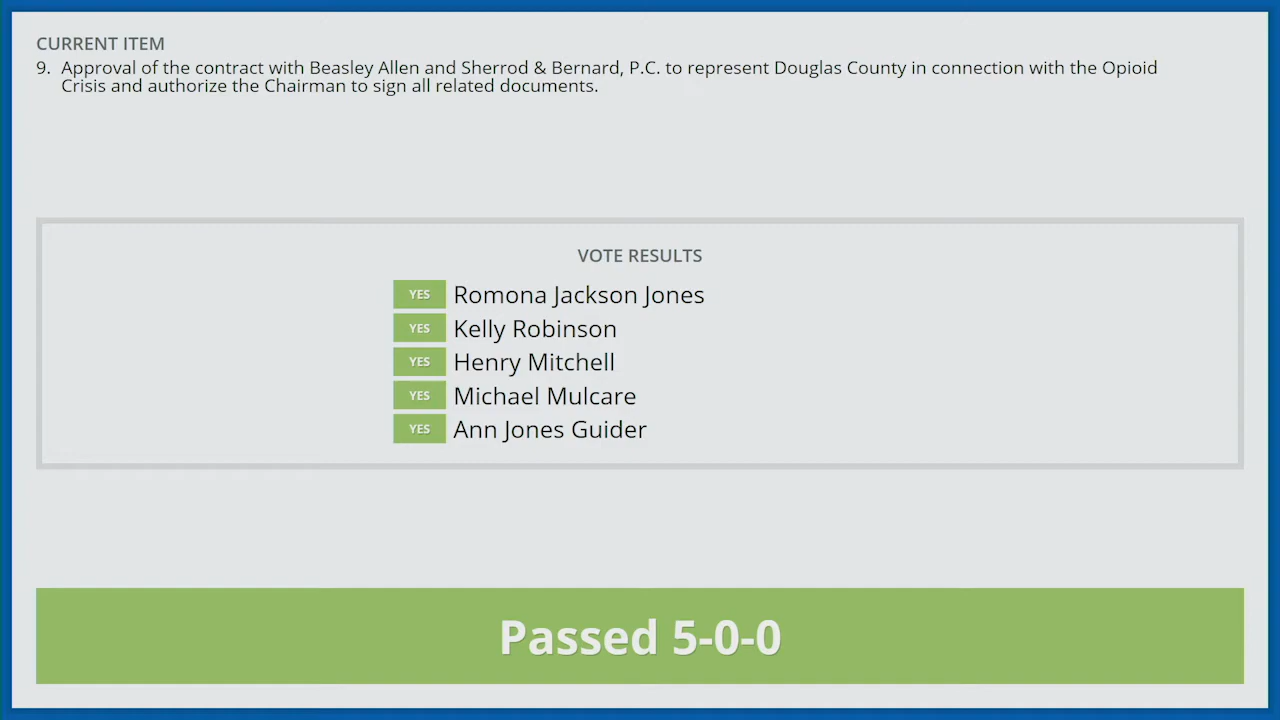 CURRENT ITEM
9. Approval of the contract with Beasley Allen and Sherrod & Bernard, P.C. to represent Douglas County in connection with the Opioid
Crisis and authorize the Chairman to sign all related documents.
VOTE RESULTS
YES Romona Jackson Jones
YES Kelly Robinson
YES Henry Mitchell
YES Michael Mulcare
YES Ann Jones Guider
Passed 5-0-0